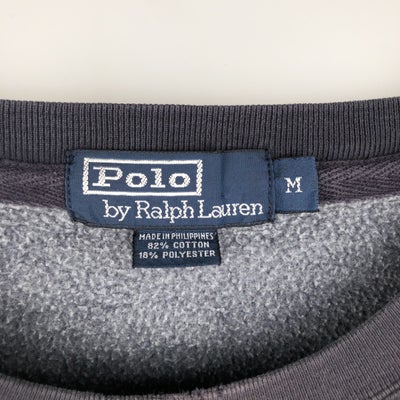 Polo
by Ralph Lauren
M
MADE IN PHILIPPINES
82% COTTON
18% POLYESTER